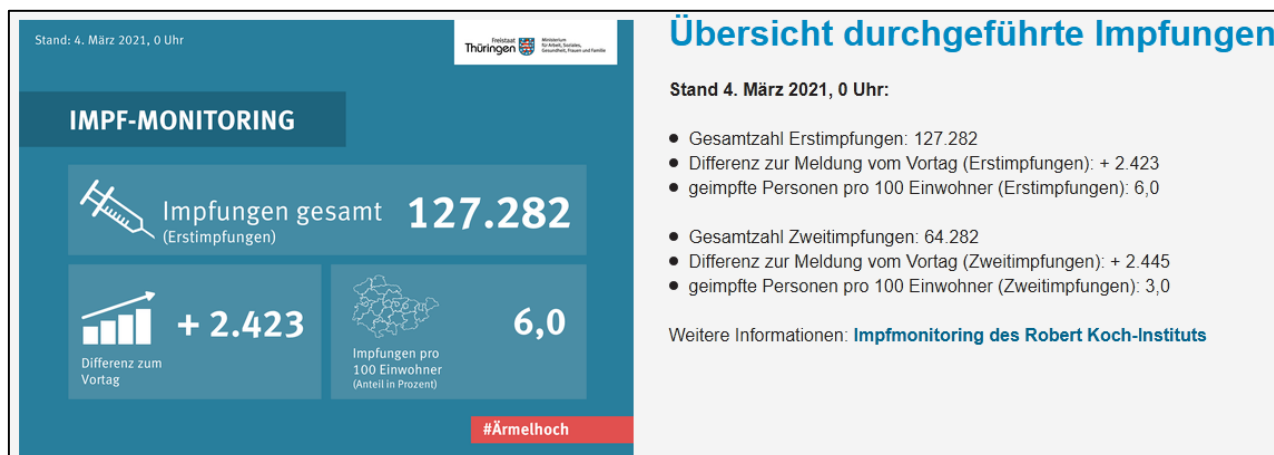 Stand: 4. März 2021, 0 Uhr
Freistaat
Thüringen
Ministerium
für Arbeit, Soziales,
Gesundheit, Frauen und Familie
IMPF-MONITORING
Impfungen gesamt 127.282
(Erstimpfungen)
+ 2.423
Differenz zum
Vortag
6,0
Impfungen pro
100 Einwohner
(Anteil in Prozent)
#Ärmelhoch
Übersicht durchgeführte Impfungen
Stand 4. März 2021, 0 Uhr:
● Gesamtzahl Erstimpfungen: 127.282
● Differenz zur Meldung vom Vortag (Erstimpfungen): + 2.423
● geimpfte Personen pro 100 Einwohner (Erstimpfungen): 6,0
● Gesamtzahl Zweitimpfungen: 64.282
● Differenz zur Meldung vom Vortag (Zweitimpfungen): + 2.445
● geimpfte Personen pro 100 Einwohner (Zweitimpfungen): 3,0
Weitere Informationen: Impfmonitoring des Robert Koch-Instituts